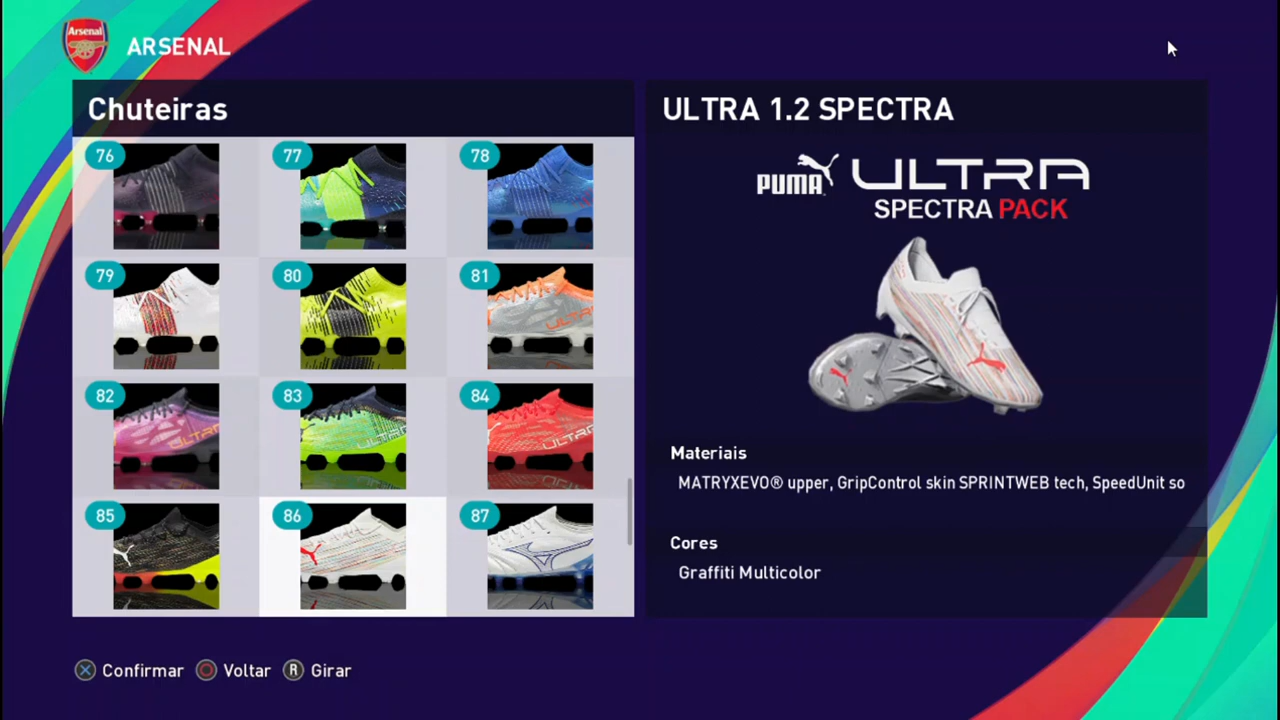 Arsenal
ARSENAL
Chuteiras
76
77
78
79
80
81
82
83
84
85
86
87
ULTRA 1.2 SPECTRA
PUMA ULTRA
SPECTRA PACK
Materiais
MATRYXEVO® upper, GripControl skin SPRINTWEB tech, SpeedUnit so
Cores
Graffiti Multicolor
Confirmar
Voltar
R Girar